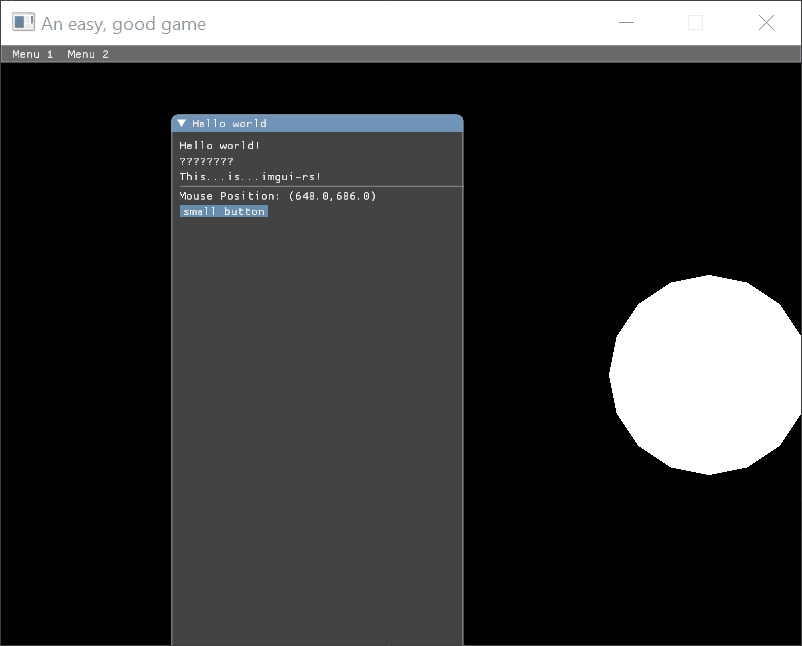 An easy, good game
Menu 1 Menu 2
Hello world
Hello world!
????????
This...is...imgui-rs!
Mouse Position: (648.0,686.0)
small button